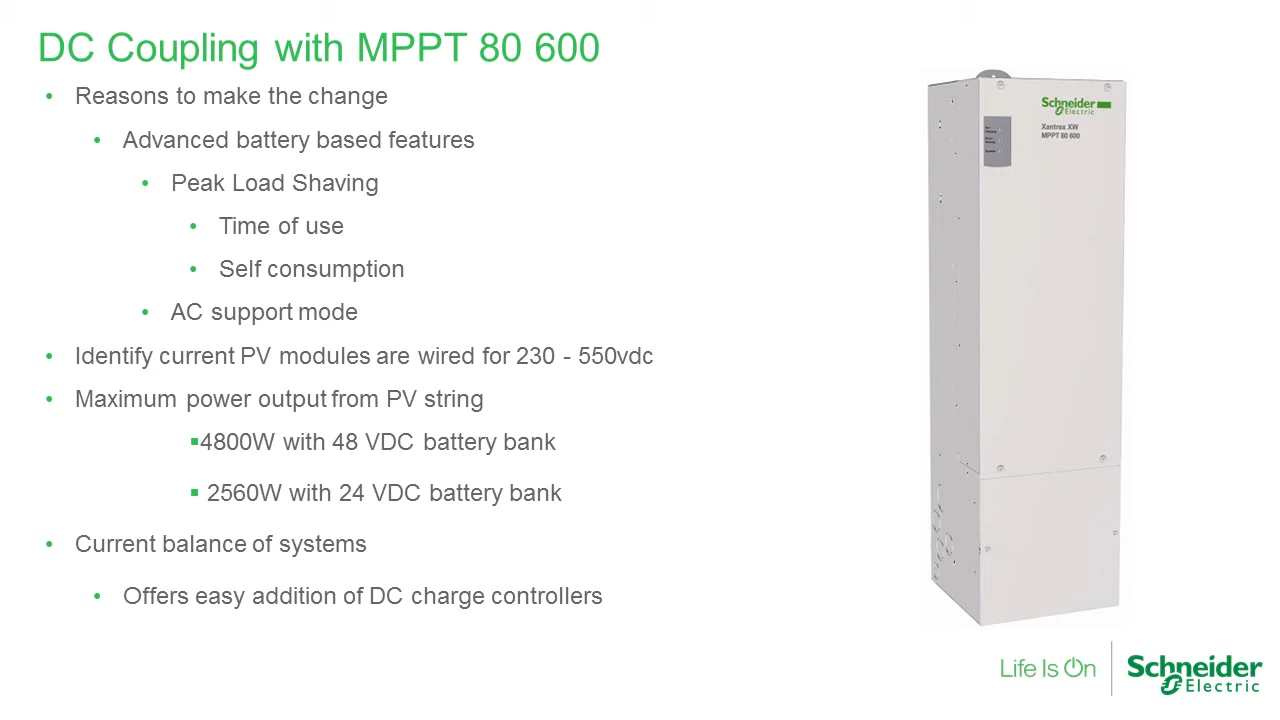 DC Coupling with MPPT 80 600
• Reasons to make the change
• Advanced battery based features
• Peak Load Shaving
• Time of use
• Self consumption
• AC support mode
• Identify current PV modules are wired for 230 - 550vdc
• Maximum power output from PV string
▪4800W with 48 VDC battery bank
▪ 2560W with 24 VDC battery bank
• Current balance of systems
• Offers easy addition of DC charge controllers
Schneider
Electric
Xantrex XW
MPPT 80 600
Life Is On
Schneider
Electric